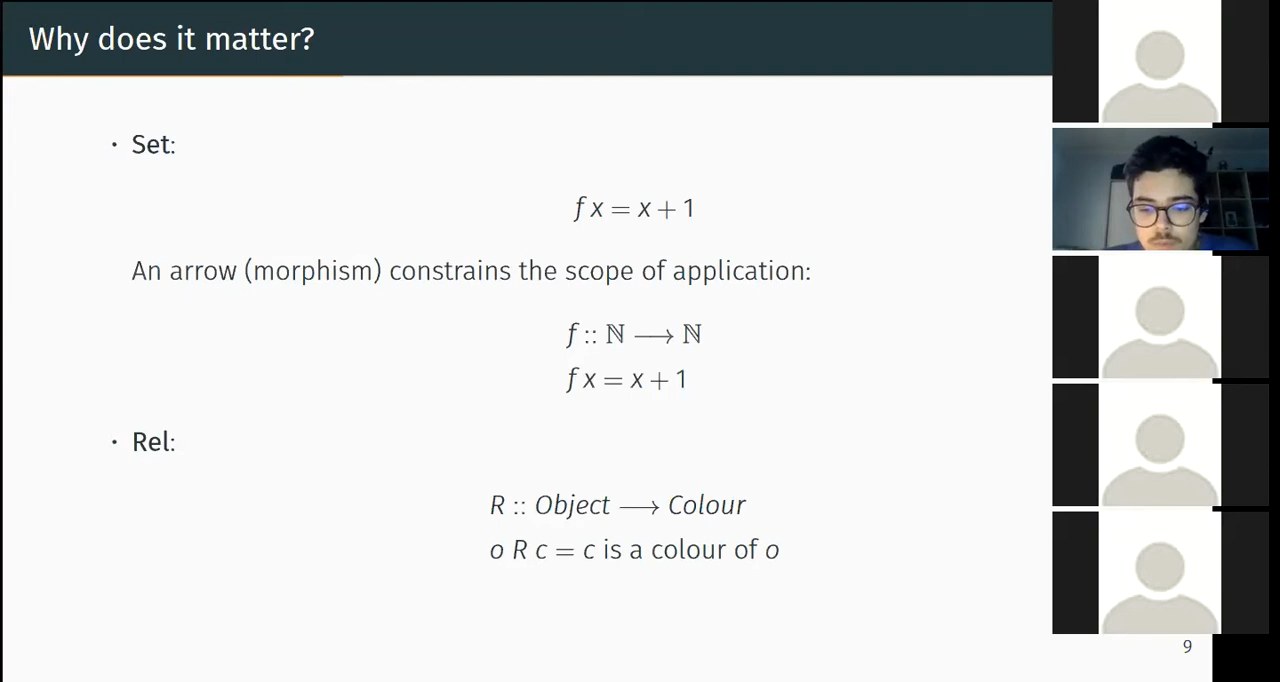 Why does it matter?
· Set:
f x = x + 1
An arrow (morphism) constrains the scope of application:
f :: ℕ ⟶ ℕ
f x = x + 1
· Rel:
R :: Object ⟶ Colour
o R c = c is a colour of o
9